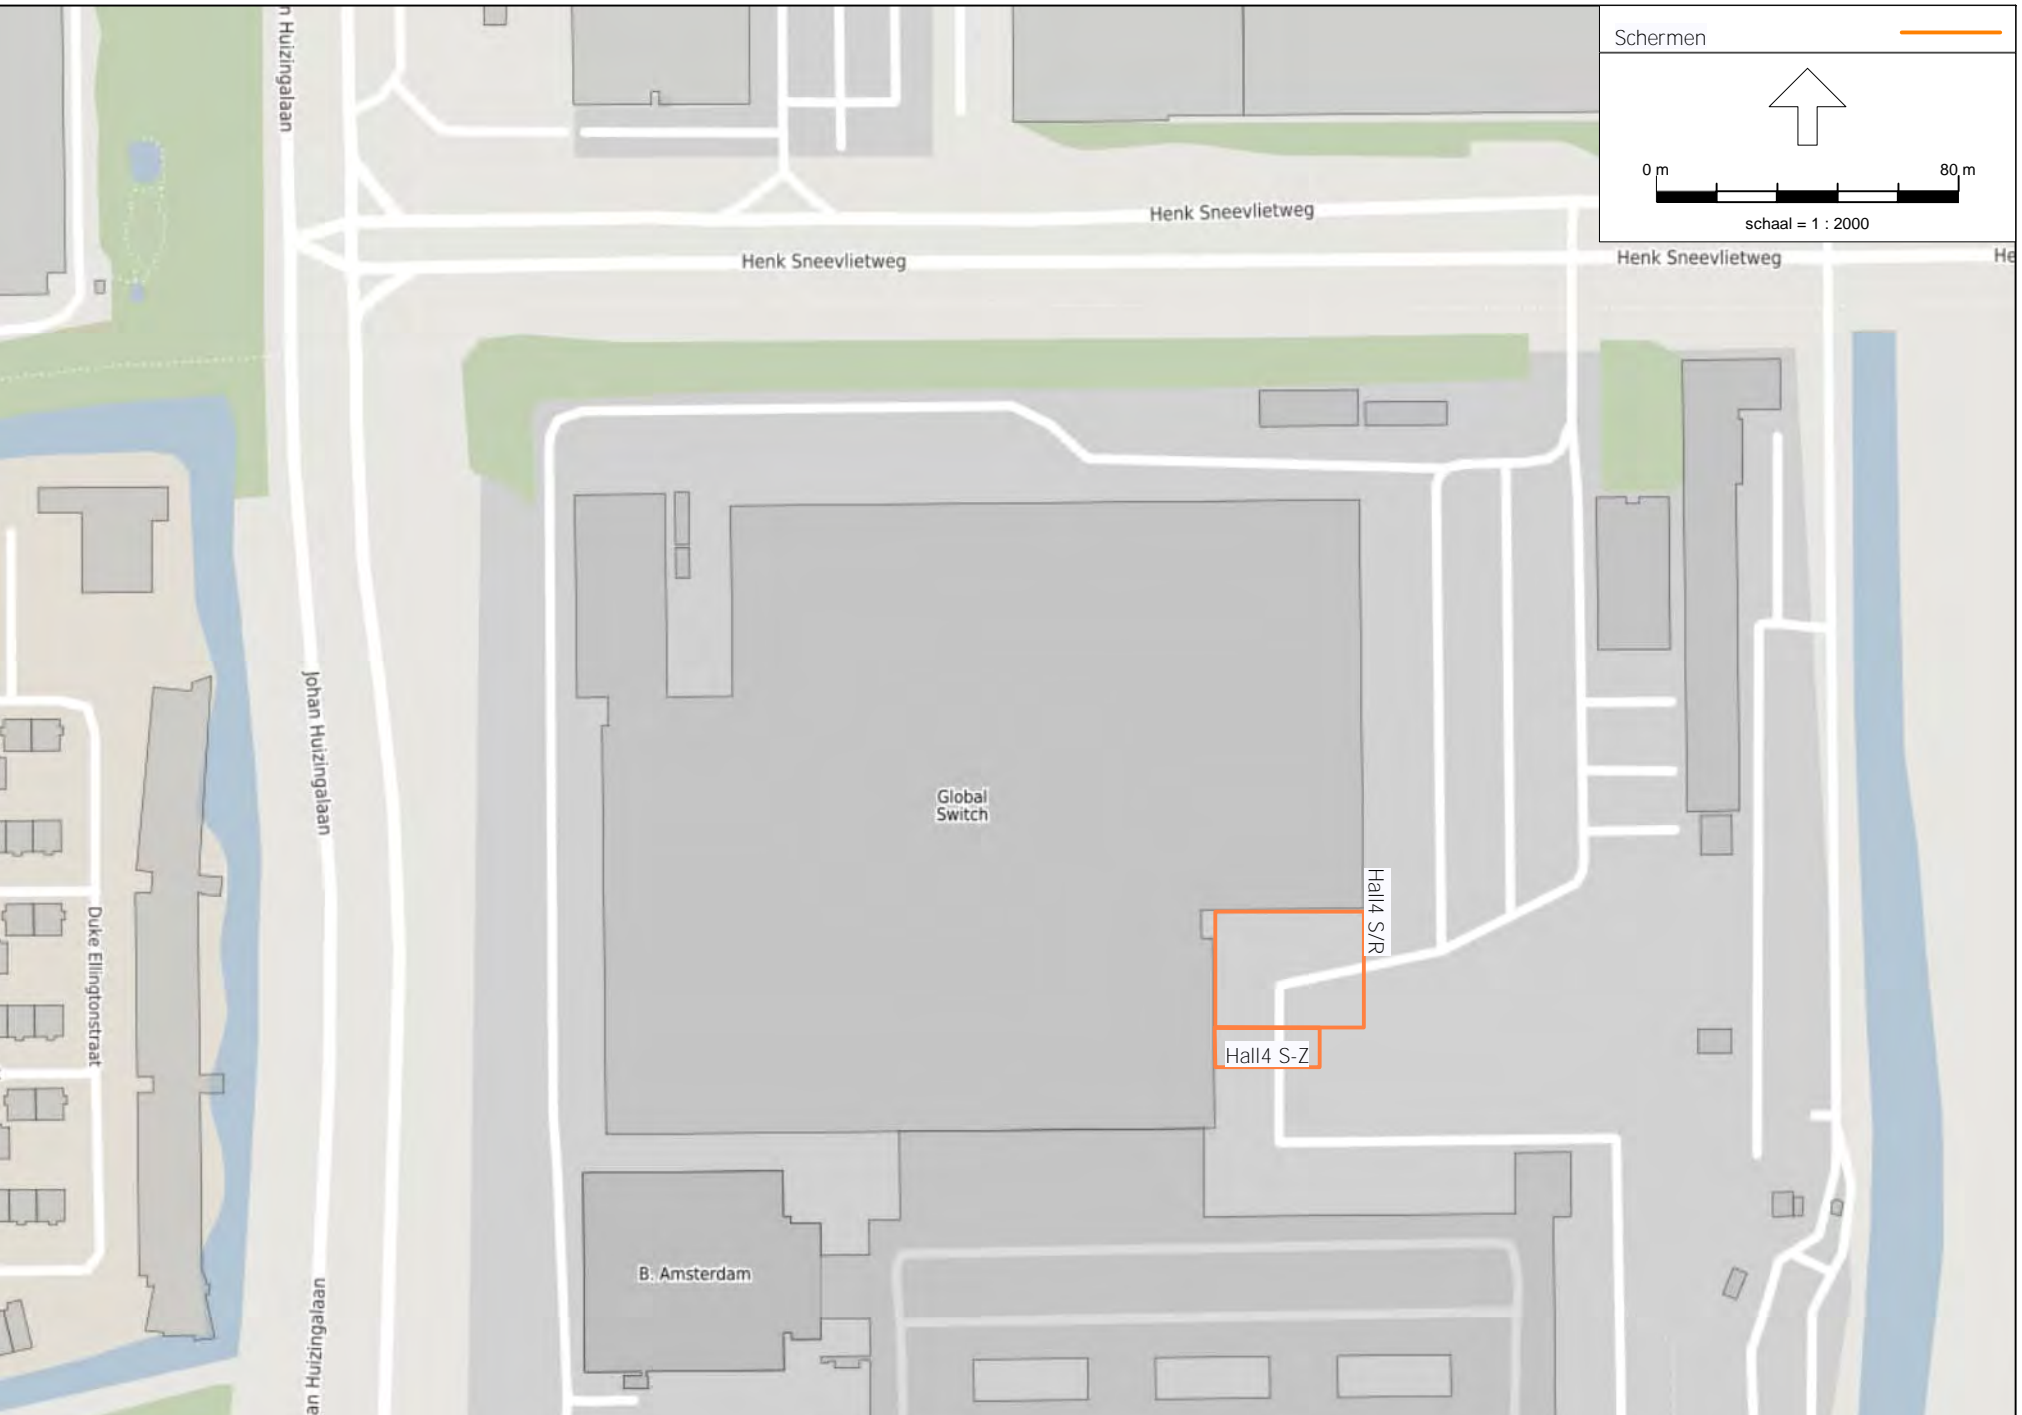 n Huizingalaan
Schermen
0 m
80 m
schaal = 1 : 2000
Henk Sneevlietweg
Henk Sneevlietweg
Henk Sneevlietweg
He
Johan Huizingalaan
Global
Switch
Hall4 S/R
Duke Ellingtonstraat
Hall4 S-Z
B. Amsterdam
an Huizingalaan